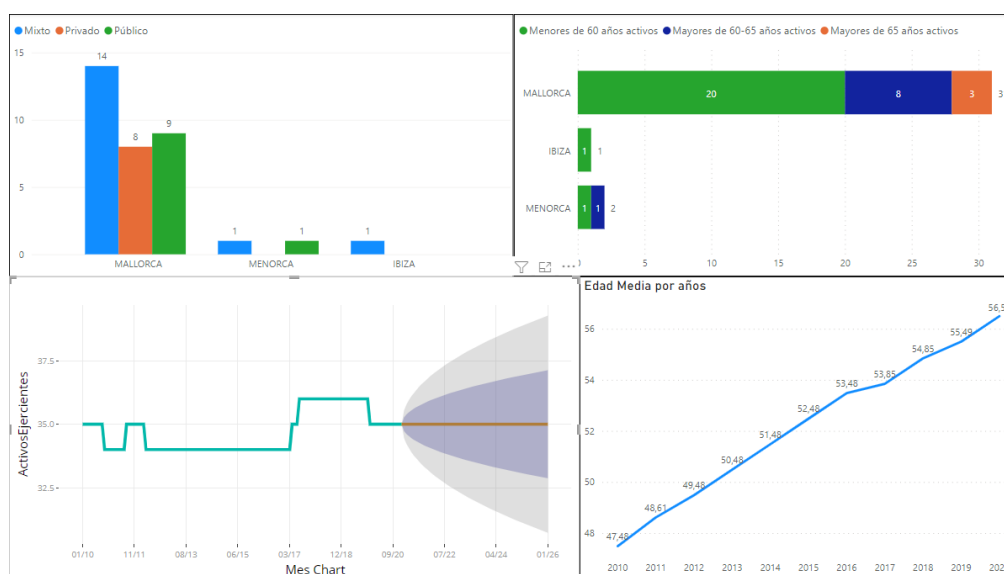 Mixto Privado Público
15
14
10
9
8
5
1 1 1
0
MALLORCA MENORCA IBIZA
Menores de 60 años activos Mayores de 60-65 años activos Mayores de 65 años activos
MALLORCA 20 8 3 3
IBIZA 1 1
MENORCA 1 1 2
0 5 10 15 20 25 30
ActivosEjercientes
37.5
35.0
32.5
01/10 11/11 08/13 06/15 03/17 12/18 09/20 07/22 04/24 01/26
Mes Chart
Edad Media por años
56
54
52
50
48
47,48 48,61 49,48 50,48 51,48 52,48 53,48 53,85 54,85 55,49 56,5
2010 2011 2012 2013 2014 2015 2016 2017 2018 2019 202